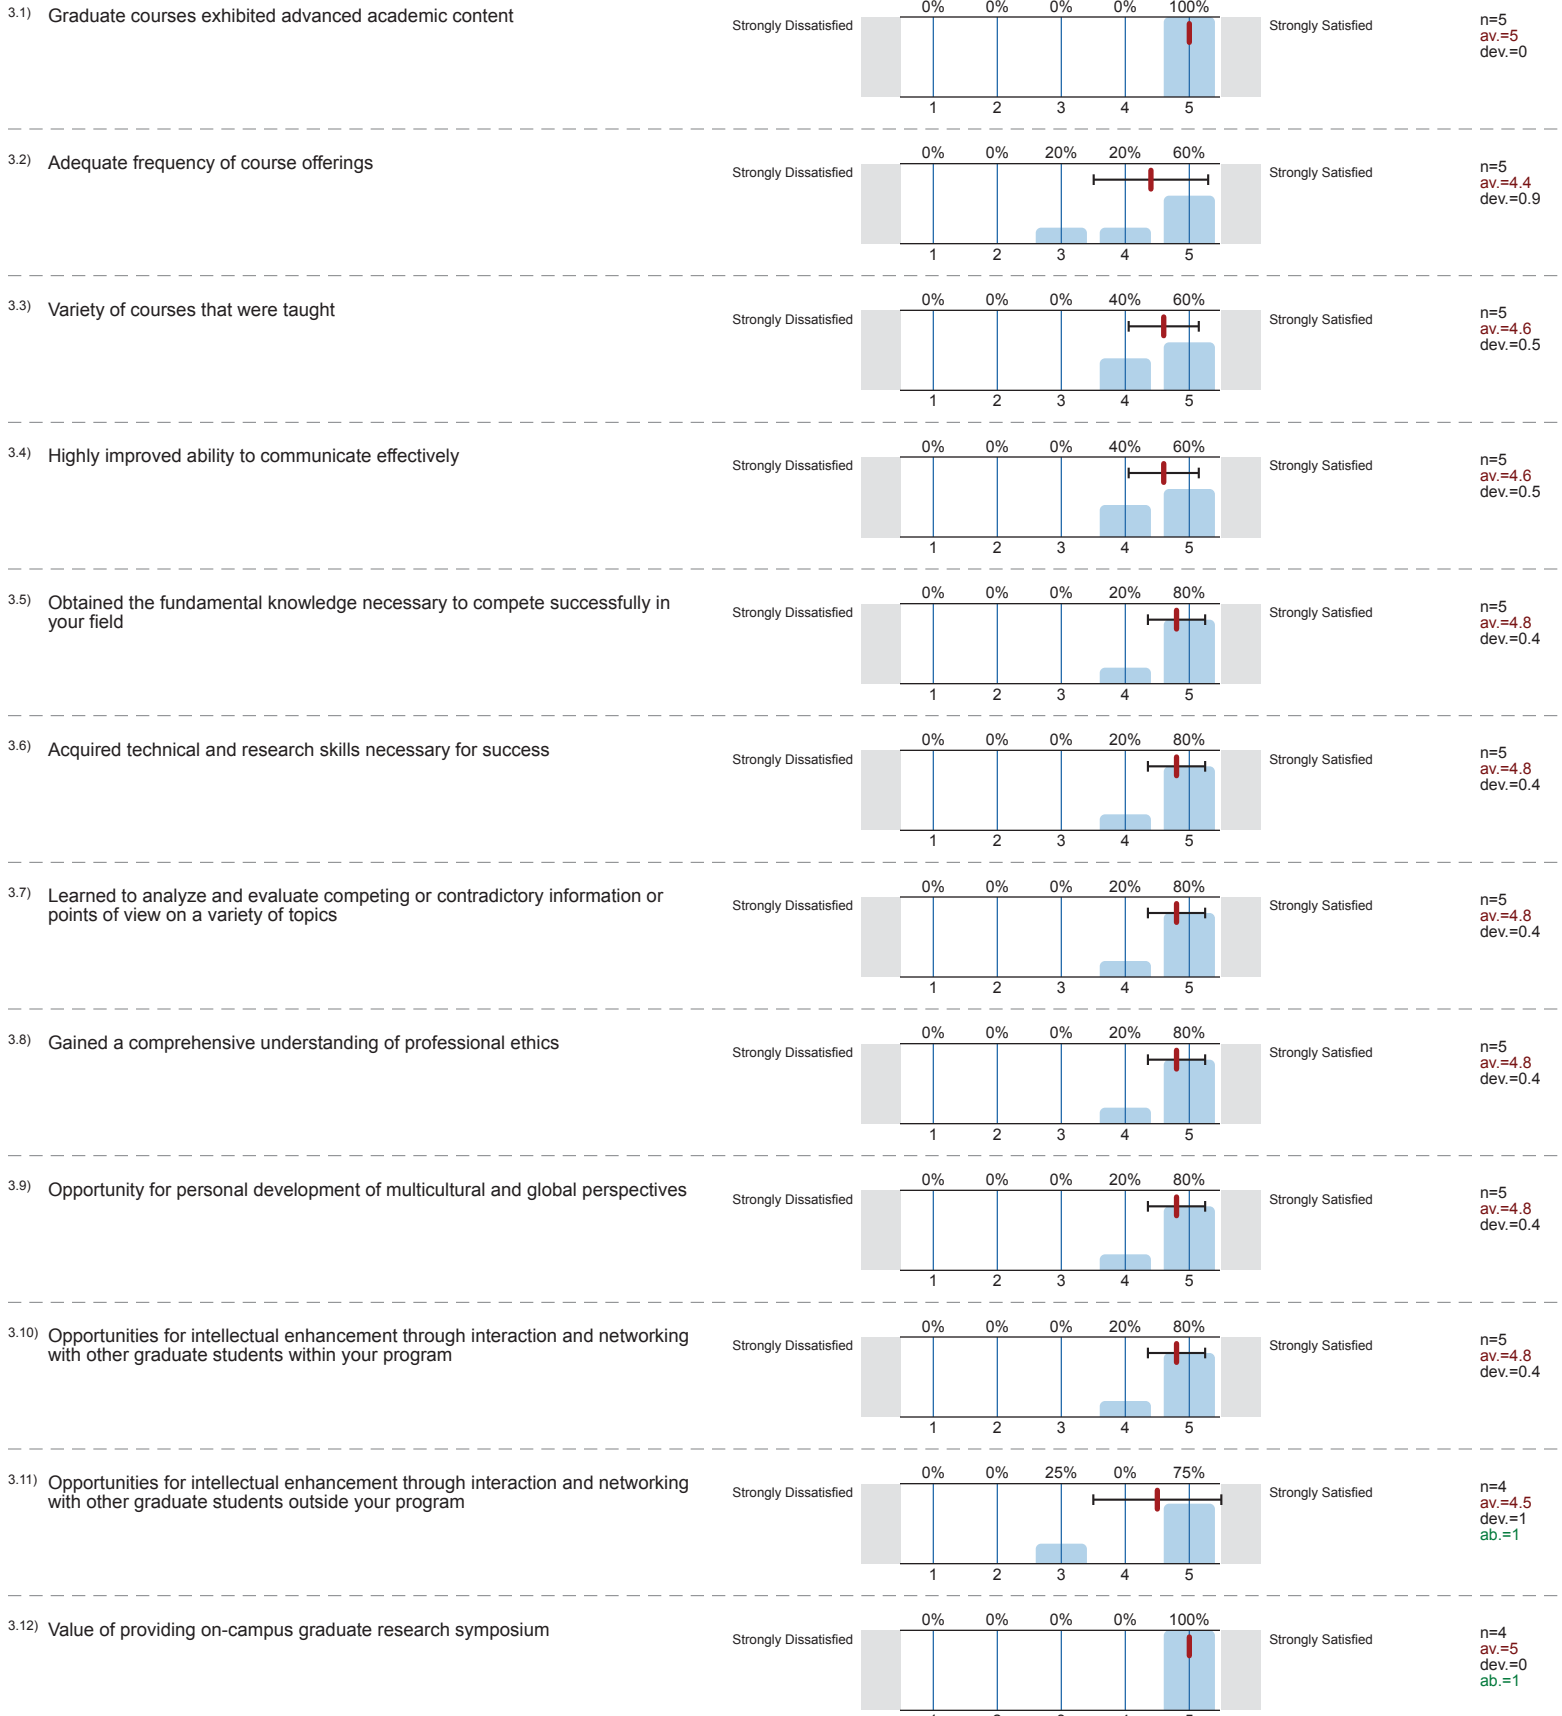 0% 0% 0% 0% 100%
3.1) Graduate courses exhibited advanced academic content
Strongly Dissatisfied Strongly Satisfied
n=5
av.=5
dev.=0
1 2 3 4 5
0% 0% 20% 20% 60%
3.2) Adequate frequency of course offerings
Strongly Dissatisfied Strongly Satisfied
n=5
av.=4.4
dev.=0.9
1 2 3 4 5
0% 0% 0% 40% 60%
3.3) Variety of courses that were taught
Strongly Dissatisfied Strongly Satisfied
n=5
av.=4.6
dev.=0.5
1 2 3 4 5
0% 0% 0% 40% 60%
3.4) Highly improved ability to communicate effectively
Strongly Dissatisfied Strongly Satisfied
n=5
av.=4.6
dev.=0.5
1 2 3 4 5
0% 0% 0% 20% 80%
3.5) Obtained the fundamental knowledge necessary to compete successfully in
your field
Strongly Dissatisfied Strongly Satisfied
n=5
av.=4.8
dev.=0.4
1 2 3 4 5
0% 0% 0% 20% 80%
3.6) Acquired technical and research skills necessary for success
Strongly Dissatisfied Strongly Satisfied
n=5
av.=4.8
dev.=0.4
1 2 3 4 5
0% 0% 0% 20% 80%
3.7) Learned to analyze and evaluate competing or contradictory information or
points of view on a variety of topics
Strongly Dissatisfied Strongly Satisfied
n=5
av.=4.8
dev.=0.4
1 2 3 4 5
0% 0% 0% 20% 80%
3.8) Gained a comprehensive understanding of professional ethics
Strongly Dissatisfied Strongly Satisfied
n=5
av.=4.8
dev.=0.4
1 2 3 4 5
0% 0% 0% 20% 80%
3.9) Opportunity for personal development of multicultural and global perspectives
Strongly Dissatisfied Strongly Satisfied
n=5
av.=4.8
dev.=0.4
1 2 3 4 5
0% 0% 0% 20% 80%
3.10) Opportunities for intellectual enhancement through interaction and networking
with other graduate students within your program
Strongly Dissatisfied Strongly Satisfied
n=5
av.=4.8
dev.=0.4
1 2 3 4 5
0% 0% 25% 0% 75%
3.11) Opportunities for intellectual enhancement through interaction and networking
with other graduate students outside your program
Strongly Dissatisfied Strongly Satisfied
n=4
av.=4.5
dev.=1
ab.=1
1 2 3 4 5
0% 0% 0% 0% 100%
3.12) Value of providing on-campus graduate research symposium
Strongly Dissatisfied Strongly Satisfied
n=4
av.=5
dev.=0
ab.=1